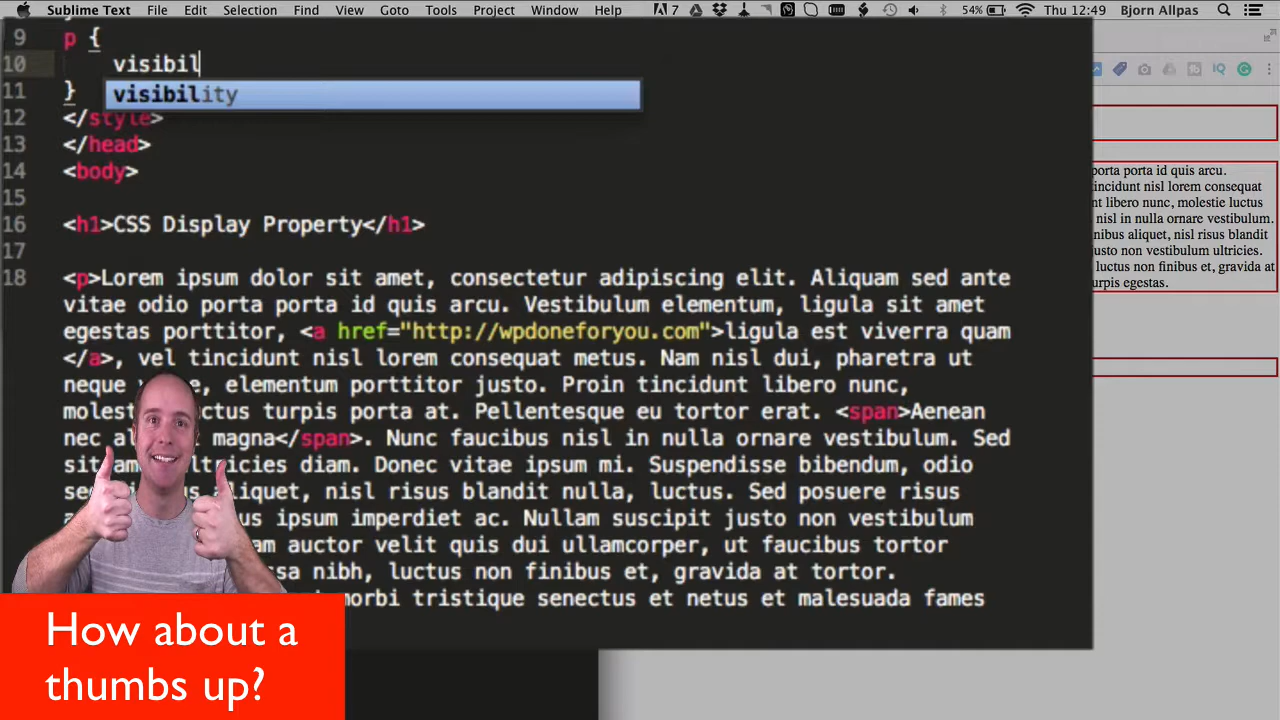 Sublime Text File Edit Selection Find View Goto Tools Project Window Help 7 54% Thu 12:49 Bjorn Allpas
9 p {
10 visibil
visibility
11 }
12 </style>
13 </head>
14 <body>
15
16 <h1>CSS Display Property</h1>
17
18 <p>Lorem ipsum dolor sit amet, consectetur adipiscing elit. Aliquam sed ante
vitae odio porta porta id quis arcu. Vestibulum elementum, ligula sit amet
egestas porttitor, <a href="http://wpdoneforyou.com">ligula est viverra quam
</a>, vel tincidunt nisl lorem consequat metus. Nam nisl dui, pharetra ut
neque elementum porttitor justo. Proin tincidunt libero nunc,
turpis porta at. Pellentesque eu tortor erat. <span>Aenean
nec magna</span>. Nunc faucibus nisl in nulla ornare vestibulum. Sed
diam. Donec vitae ipsum mi. Suspendisse bibendum, odio
aliquet, nisl risus blandit nulla, luctus. Sed posuere risus
ipsum imperdiet ac. Nullam suscipit justo non vestibulum
auctor velit quis dui ullamcorper, ut faucibus tortor
nibh, luctus non finibus et, gravida at tortor.
morbi tristique senectus et netus et malesuada fames
porta porta id quis arcu.
incidunt nisl lorem consequat
nt libero nunc, molestie luctus
nisl in nulla ornare vestibulum.
nibus aliquet, nisl risus blandit
usto non vestibulum ultricies.
luctus non finibus et, gravida at
urpis egestas.
How about a
thumbs up?